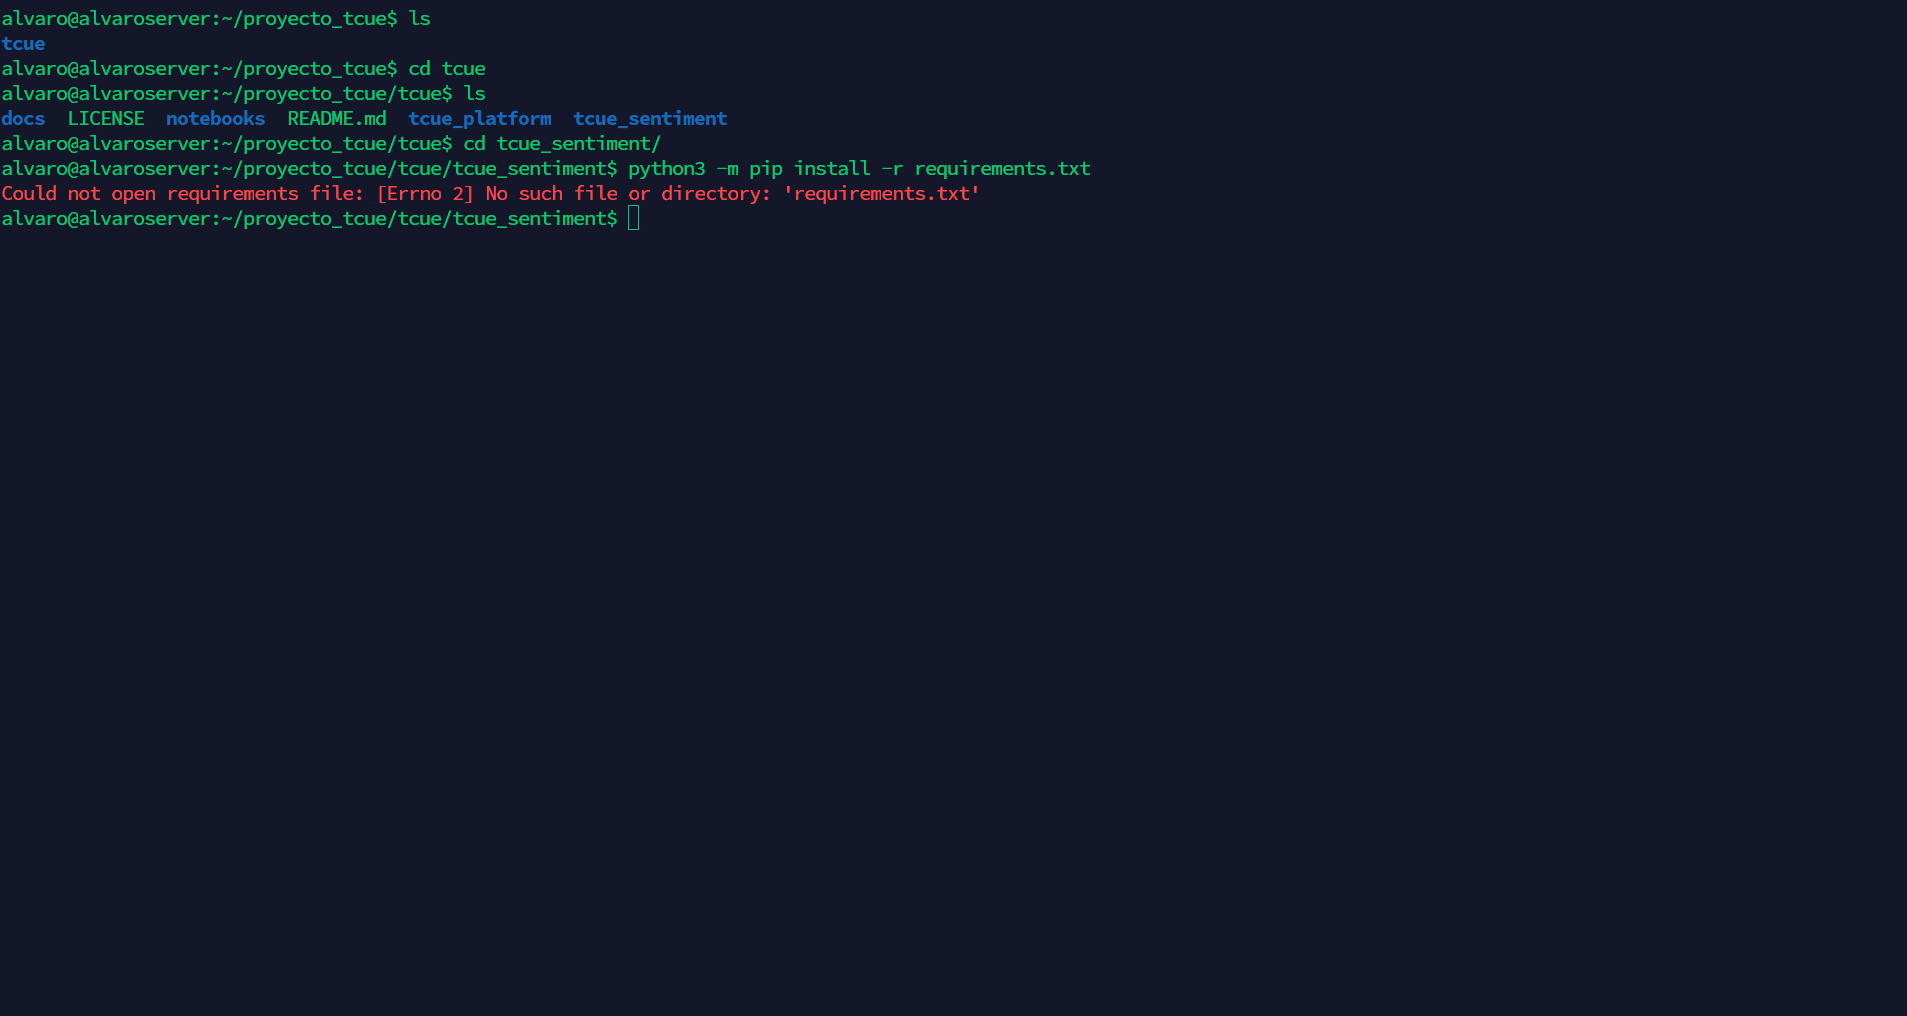 alvaro@alvaroserver:~/proyecto_tcue$ ls
tcue
alvaro@alvaroserver:~/proyecto_tcue$ cd tcue
alvaro@alvaroserver:~/proyecto_tcue/tcue$ ls
docs  LICENSE  notebooks  README.md  tcue_platform  tcue_sentiment
alvaro@alvaroserver:~/proyecto_tcue/tcue$ cd tcue_sentiment/
alvaro@alvaroserver:~/proyecto_tcue/tcue/tcue_sentiment$ python3 -m pip install -r requirements.txt
Could not open requirements file: [Errno 2] No such file or directory: 'requirements.txt'
alvaro@alvaroserver:~/proyecto_tcue/tcue/tcue_sentiment$